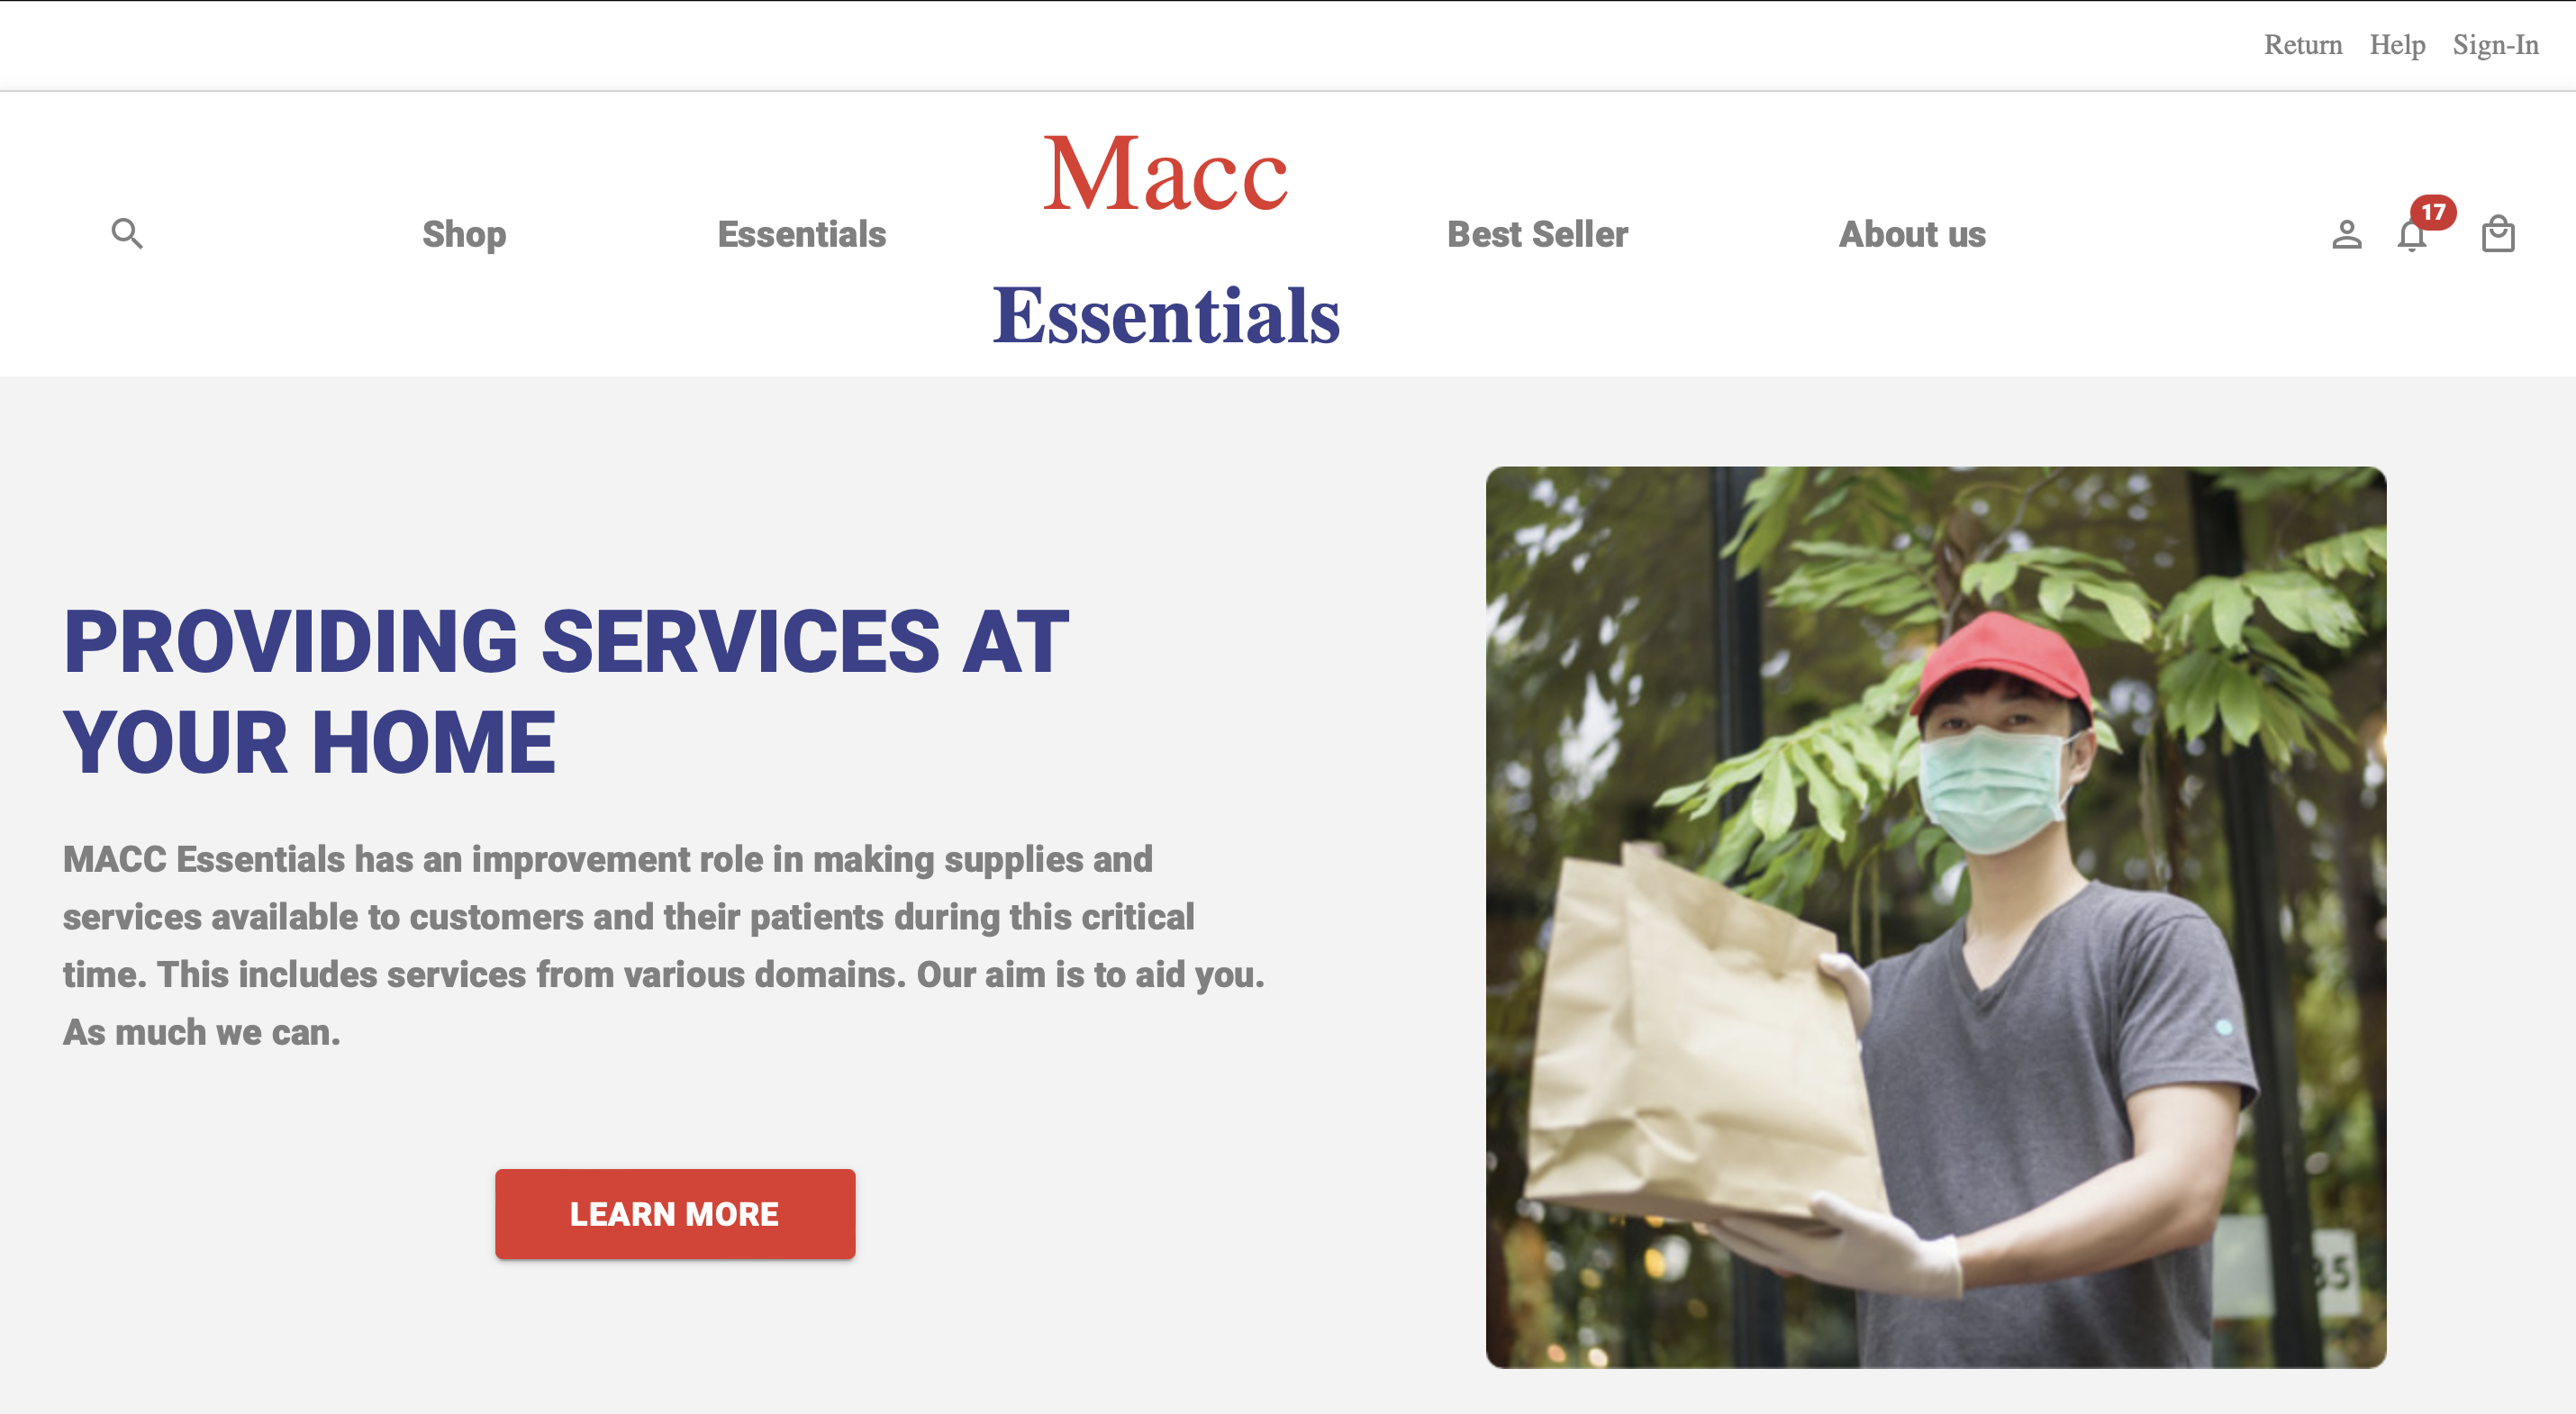 Return Help Sign-In
Macc
Shop Essentials Best Seller About us 17
Essentials
PROVIDING SERVICES AT
YOUR HOME
MACC Essentials has an improvement role in making supplies and
services available to customers and their patients during this critical
time. This includes services from various domains. Our aim is to aid you.
As much we can.
LEARN MORE
35